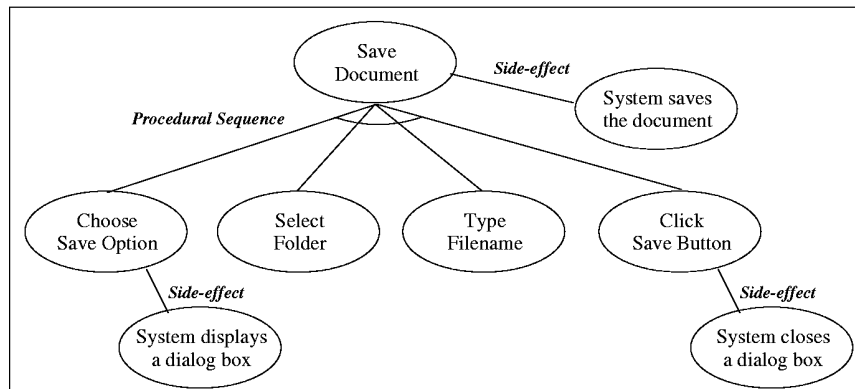 Save
Document
Side-effect
System saves
the document
Procedural Sequence
Choose
Save Option
Select
Folder
Type
Filename
Click
Save Button
Side-effect
System displays
a dialog box
Side-effect
System closes
a dialog box